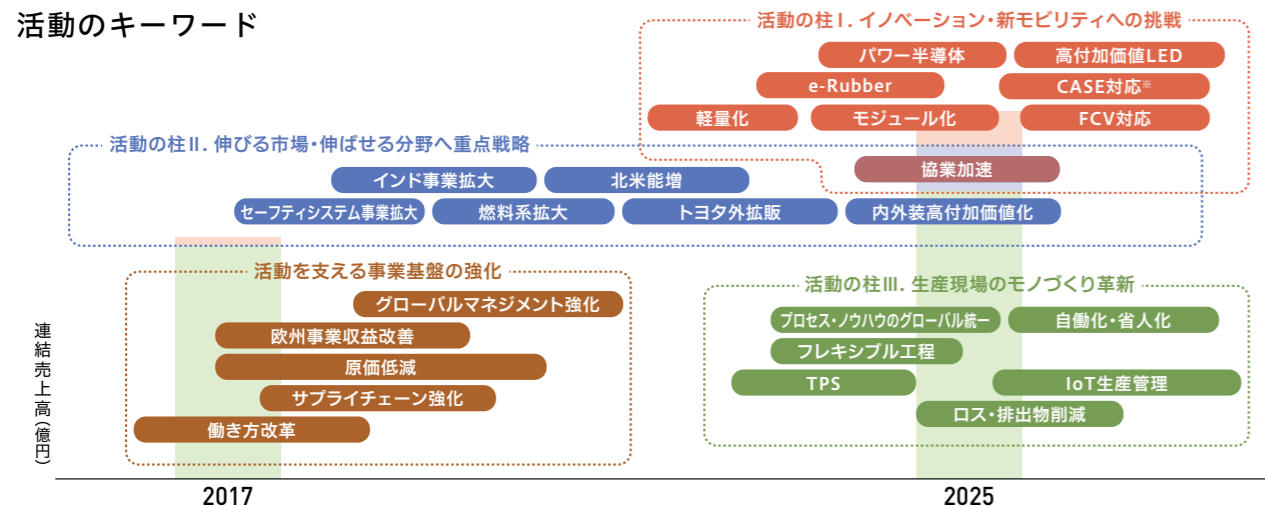 活動のキーワード
活動の柱Ⅰ. イノベーション・新モビリティへの挑戦
パワー半導体
高付加価値LED
e-Rubber
CASE対応※
軽量化
モジュール化
FCV対応
協業加速
活動の柱Ⅱ. 伸びる市場・伸ばせる分野へ重点戦略
インド事業拡大
北米能増
セーフティシステム事業拡大
燃料系拡大
トヨタ外拡販
内外装高付加価値化
活動を支える事業基盤の強化
グローバルマネジメント強化
欧州事業収益改善
原価低減
サプライチェーン強化
働き方改革
活動の柱Ⅲ. 生産現場のモノづくり革新
プロセス・ノウハウのグローバル統一
自働化・省人化
フレキシブル工程
TPS
IoT生産管理
ロス・排出物削減
連結売上高(億円)
2017
2025